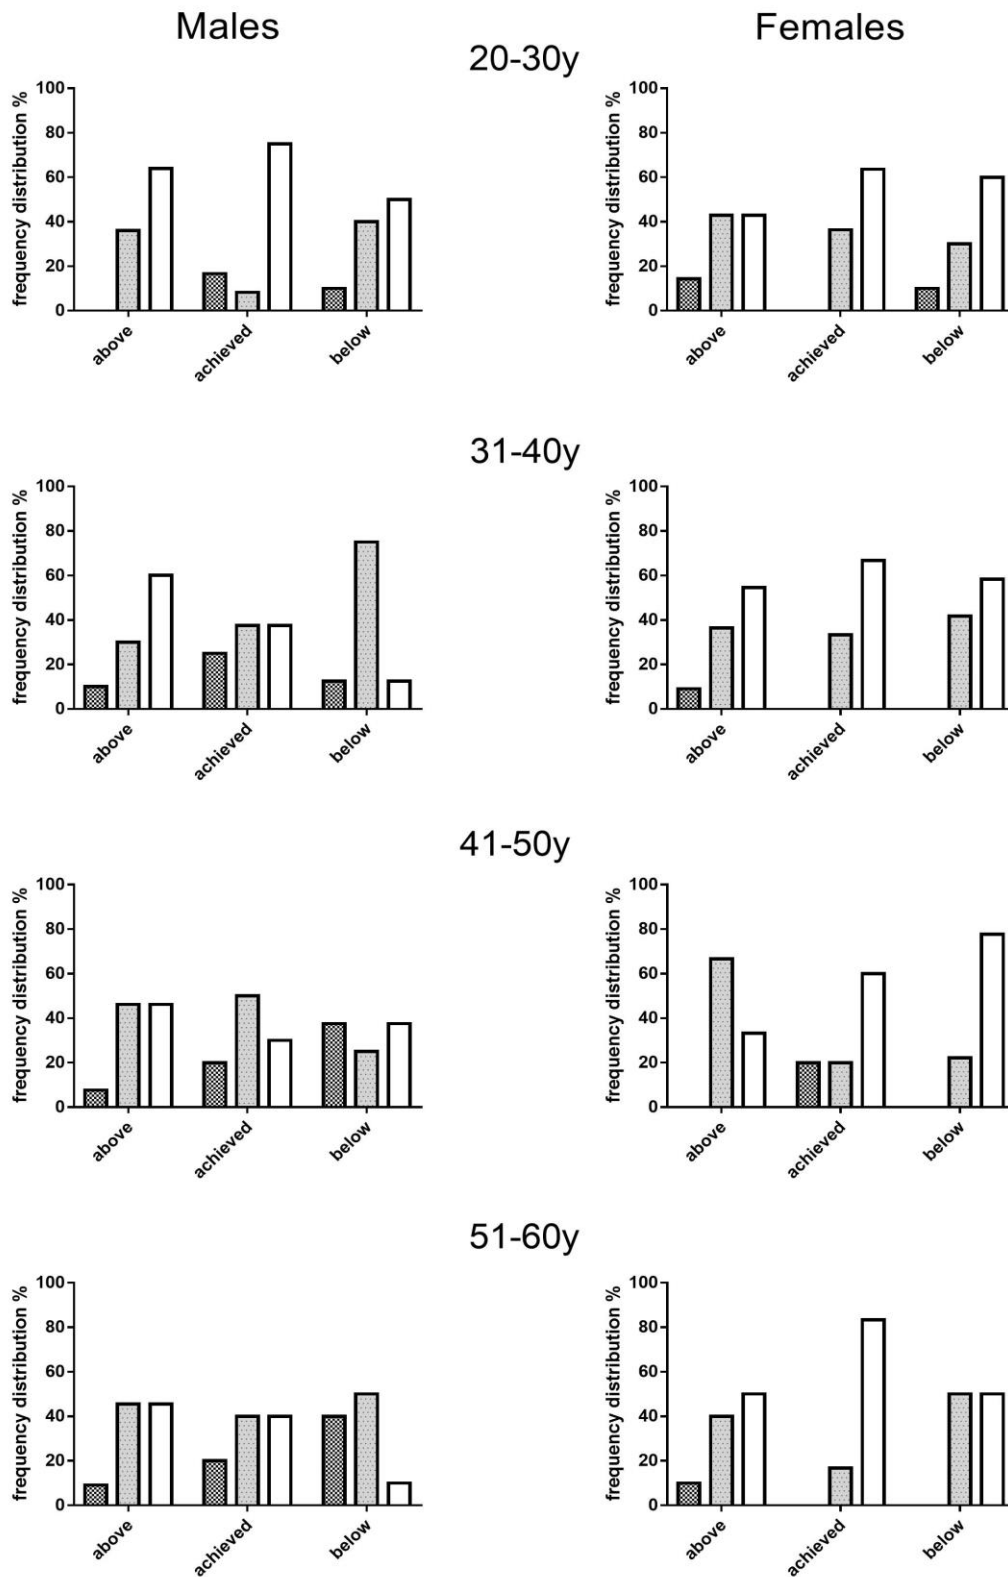 Males
Females
20-30y
frequency distribution %
100
80
60
40
20
0
above
achieved
below
frequency distribution %
100
80
60
40
20
0
above
achieved
below
31-40y
frequency distribution %
100
80
60
40
20
0
above
achieved
below
frequency distribution %
100
80
60
40
20
0
above
achieved
below
41-50y
frequency distribution %
100
80
60
40
20
0
above
achieved
below
frequency distribution %
100
80
60
40
20
0
above
achieved
below
51-60y
frequency distribution %
100
80
60
40
20
0
above
achieved
below
frequency distribution %
100
80
60
40
20
0
above
achieved
below